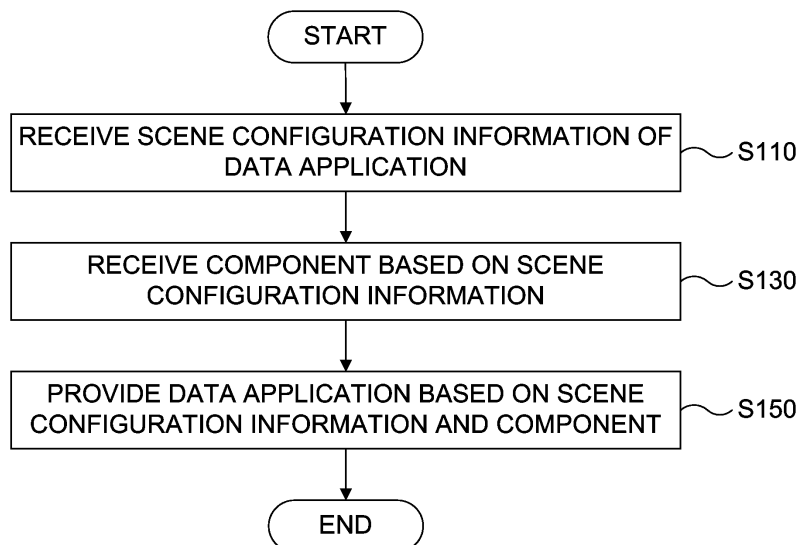 START
RECEIVE SCENE CONFIGURATION INFORMATION OF
DATA APPLICATION
S110
RECEIVE COMPONENT BASED ON SCENE
CONFIGURATION INFORMATION
S130
PROVIDE DATA APPLICATION BASED ON SCENE
CONFIGURATION INFORMATION AND COMPONENT
S150
END